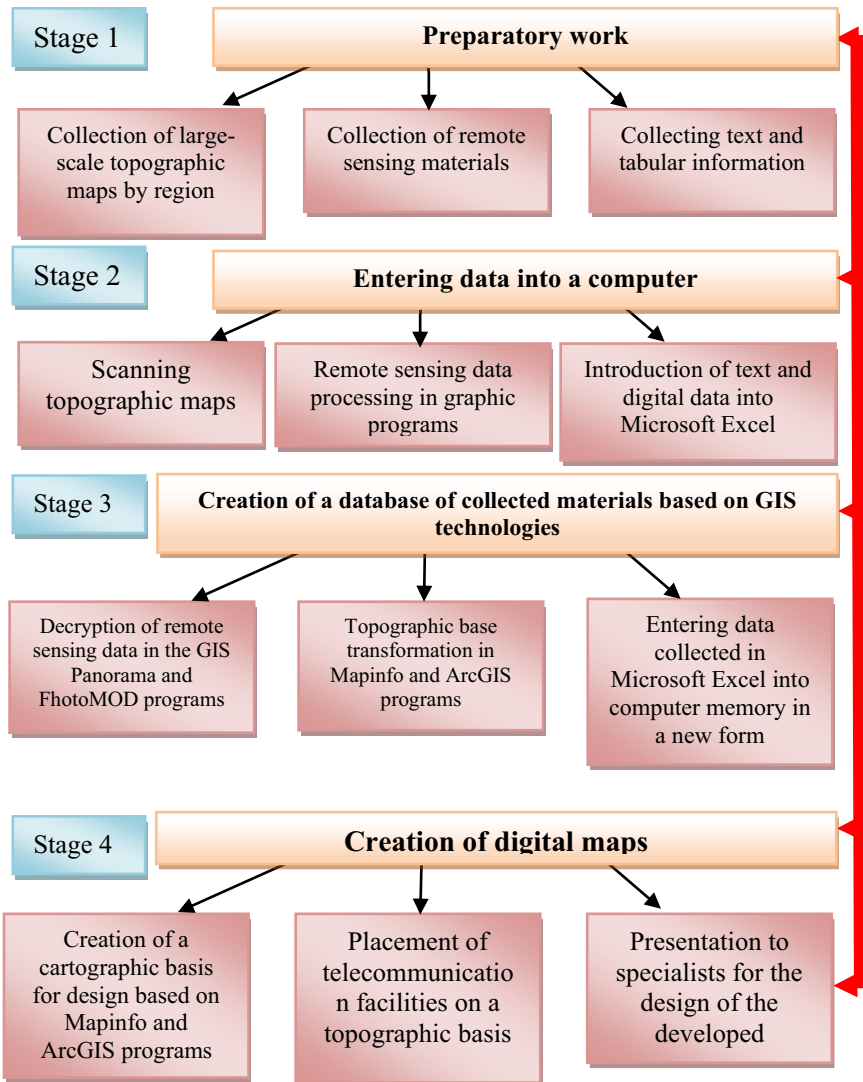 Stage 1
Preparatory work
Collection of large-
scale topographic
maps by region
Collection of remote
sensing materials
Collecting text and
tabular information
Stage 2
Entering data into a computer
Scanning
topographic maps
Remote sensing data
processing in graphic
programs
Introduction of text and
digital data into
Microsoft Excel
Stage 3
Creation of a database of collected materials based on GIS
technologies
Decryption of remote
sensing data in the GIS
Panorama and
FhotoMOD programs
Topographic base
transformation in
Mapinfo and ArcGIS
programs
Entering data
collected in
Microsoft Excel into
computer memory in
a new form
Stage 4
Creation of digital maps
Creation of a
cartographic basis
for design based on
Mapinfo and
ArcGIS programs
Placement of
telecommunicatio
n facilities on a
topographic basis
Presentation to
specialists for the
design of the
developed